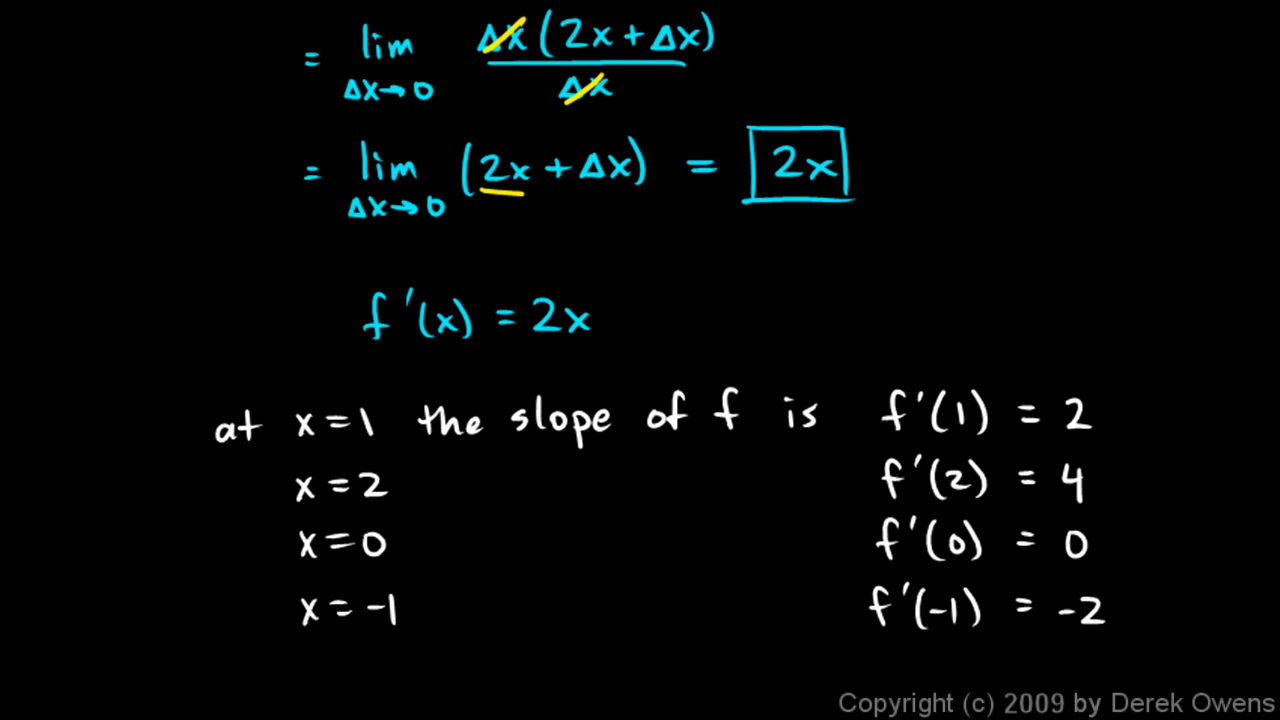 = lim Δx(2x + Δx)
Δx→0 Δx
= lim (2x + Δx) = 2x
Δx→0
f'(x) = 2x
at x=1 the slope of f is f'(1) = 2
x=2 f'(2) = 4
x=0 f'(0) = 0
x=-1 f'(-1) = -2
Copyright (c) 2009 by Derek Owens